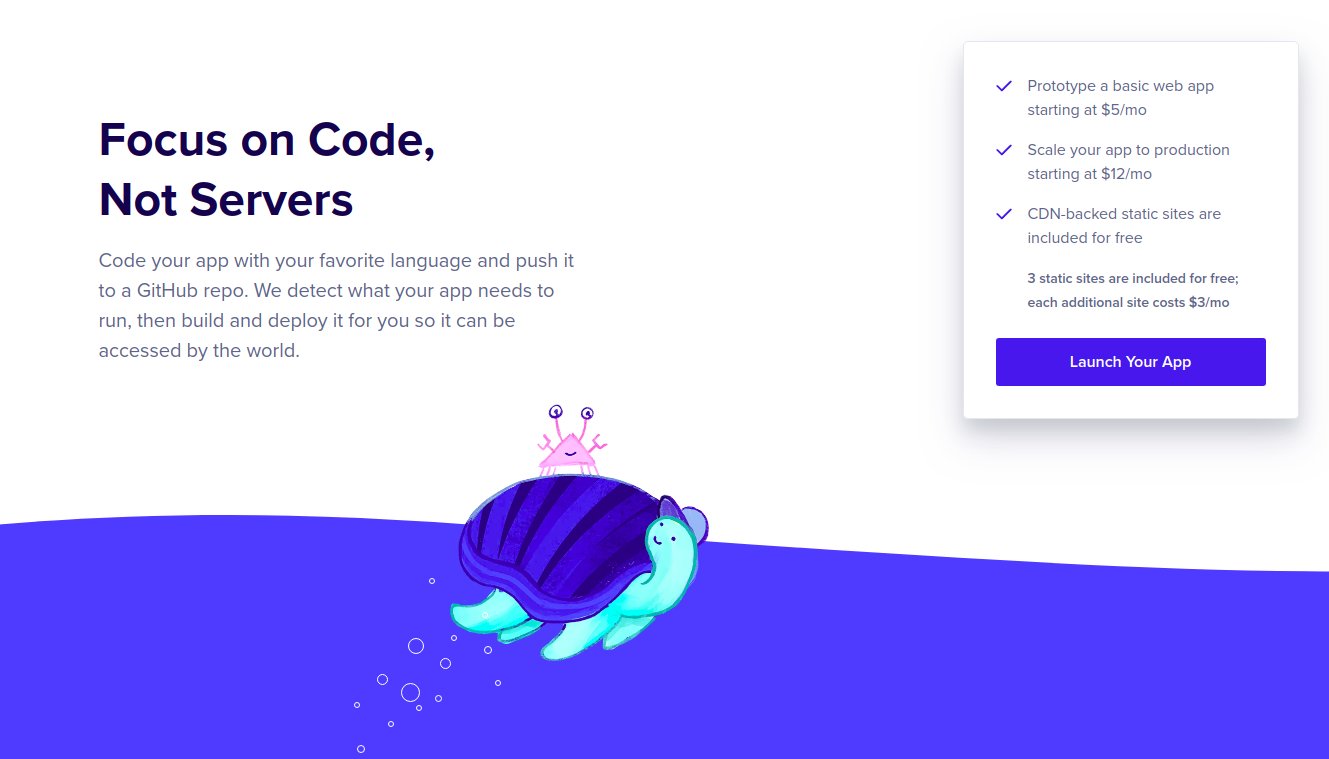 Focus on Code,
Not Servers
Code your app with your favorite language and push it
to a GitHub repo. We detect what your app needs to
run, then build and deploy it for you so it can be
accessed by the world.
Prototype a basic web app
starting at $5/mo
Scale your app to production
starting at $12/mo
CDN-backed static sites are
included for free
3 static sites are included for free;
each additional site costs $3/mo
Launch Your App